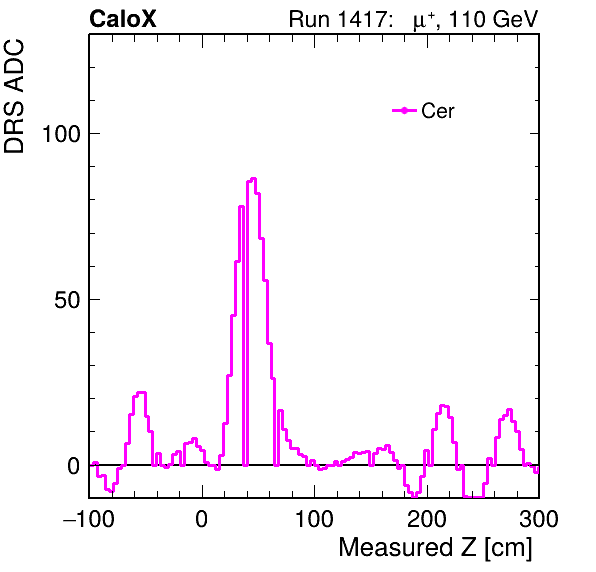 CaloX Run 1417: μ⁺, 110 GeV
DRS ADC
Cer
100
50
0
−100 0 100 200 300
Measured Z [cm]